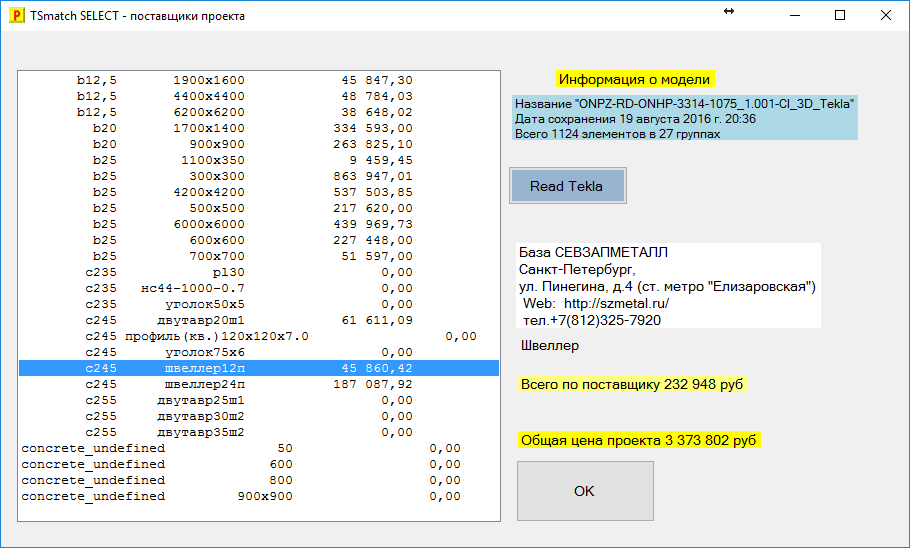 TSmatch SELECT - поставщики проекта
b12,5 1900x1600 45 847,30
b12,5 4400x4400 48 784,03
b12,5 6200x6200 38 648,02
b20 1700x1400 334 593,00
b20 900x900 263 825,10
b25 1100x350 9 459,45
b25 300x300 863 947,01
b25 4200x4200 537 503,85
b25 500x500 217 620,00
b25 6000x6000 439 969,73
b25 600x600 227 448,00
b25 700x700 51 597,00
c235 pl30 0,00
c235 нс44-1000-0.7 0,00
c235 уголок50x5 0,00
c245 двутавр20ш1 61 611,09
c245 профиль(кв.)120x120x7.0 0,00
c245 уголок75x6 0,00
c245 швеллер12п 45 860,42
c245 швеллер24п 187 087,92
c255 двутавр25ш1 0,00
c255 двутавр30ш2 0,00
c255 двутавр35ш2 0,00
concrete_undefined 50 0,00
concrete_undefined 600 0,00
concrete_undefined 800 0,00
concrete_undefined 900x900 0,00
Информация о модели
Название "ONPZ-RD-ONHP-3314-1075_1.001-CI_3D_Tekla"
Дата сохранения 19 августа 2016 г. 20:36
Всего 1124 элементов в 27 группах
Read Tekla
База СЕВЗАПМЕТАЛЛ
Санкт-Петербург,
ул. Пинегина, д.4 (ст. метро "Елизаровская")
Web: http://szmetal.ru/
тел.+7(812)325-7920
Швеллер
Всего по поставщику 232 948 руб
Общая цена проекта 3 373 802 руб
OK